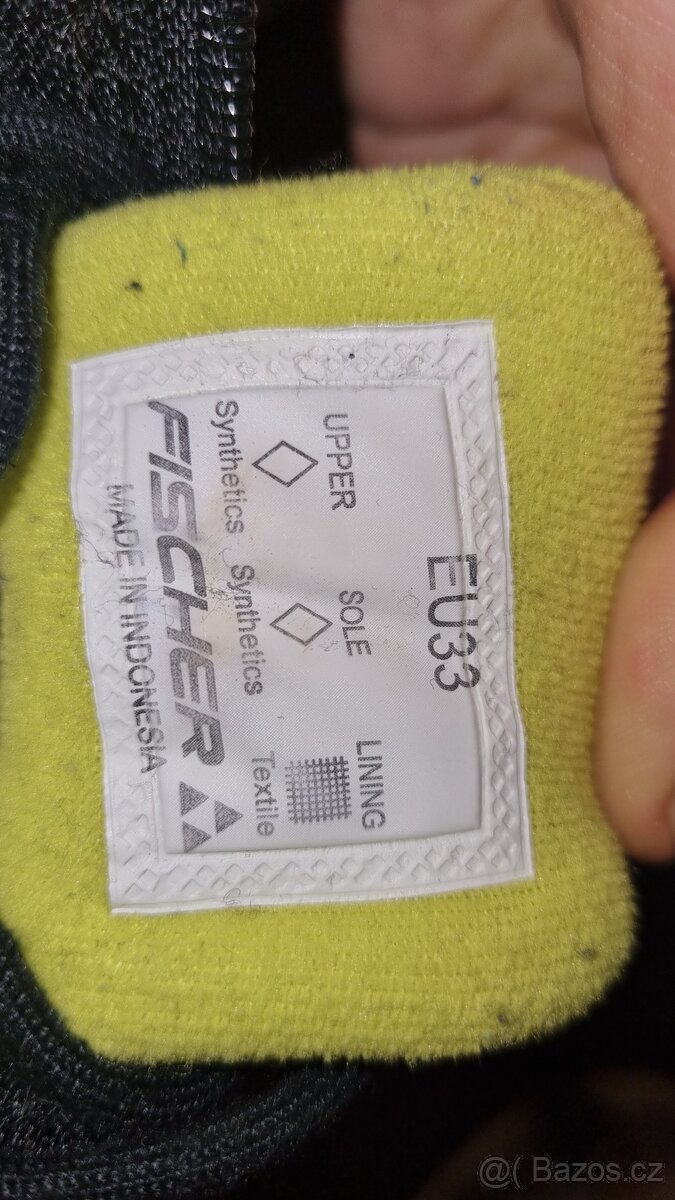 EU33
UPPER SOLE LINING
Synthetics Synthetics Textile
FISCHER
MADE IN INDONESIA
@( Bazos.cz